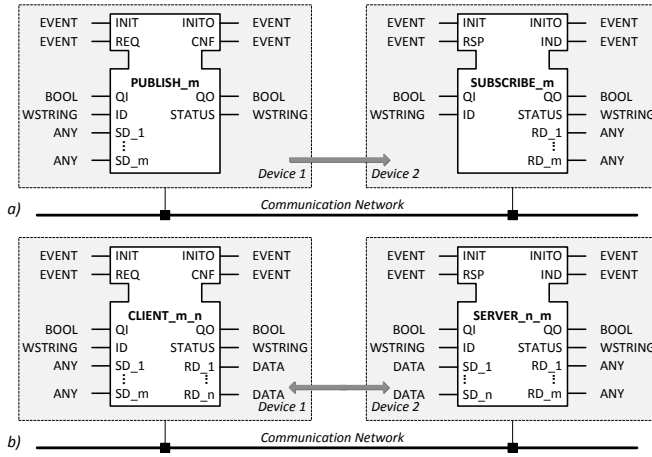 EVENT INIT INITO EVENT EVENT INIT INITO EVENT
EVENT REQ CNF EVENT EVENT RSP IND EVENT
PUBLISH_m SUBSCRIBE_m
BOOL QI QO BOOL BOOL QI QO BOOL
WSTRING ID STATUS WSTRING WSTRING ID STATUS WSTRING
ANY SD_1 RD_1 ANY
ANY SD_m RD_m ANY
Device 1 Device 2
a) Communication Network
EVENT INIT INITO EVENT EVENT INIT INITO EVENT
EVENT REQ CNF EVENT EVENT RSP IND EVENT
CLIENT_m_n SERVER_n_m
BOOL QI QO BOOL BOOL QI QO BOOL
WSTRING ID STATUS WSTRING WSTRING ID STATUS WSTRING
ANY SD_1 RD_1 DATA DATA SD_1 RD_1 ANY
ANY SD_m RD_n DATA DATA SD_n RD_m ANY
Device 1 Device 2
b) Communication Network